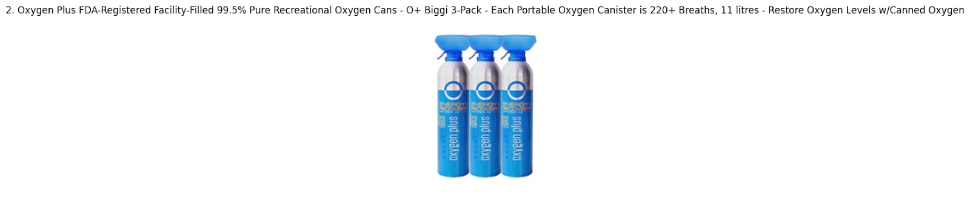 2. Oxygen Plus FDA-Registered Facility-Filled 99.5% Pure Recreational Oxygen Cans - O+ Biggi 3-Pack - Each Portable Oxygen Canister is 220+ Breaths, 11 litres - Restore Oxygen Levels w/Canned Oxygen
oxygen plus
oxygen plus
oxygen plus